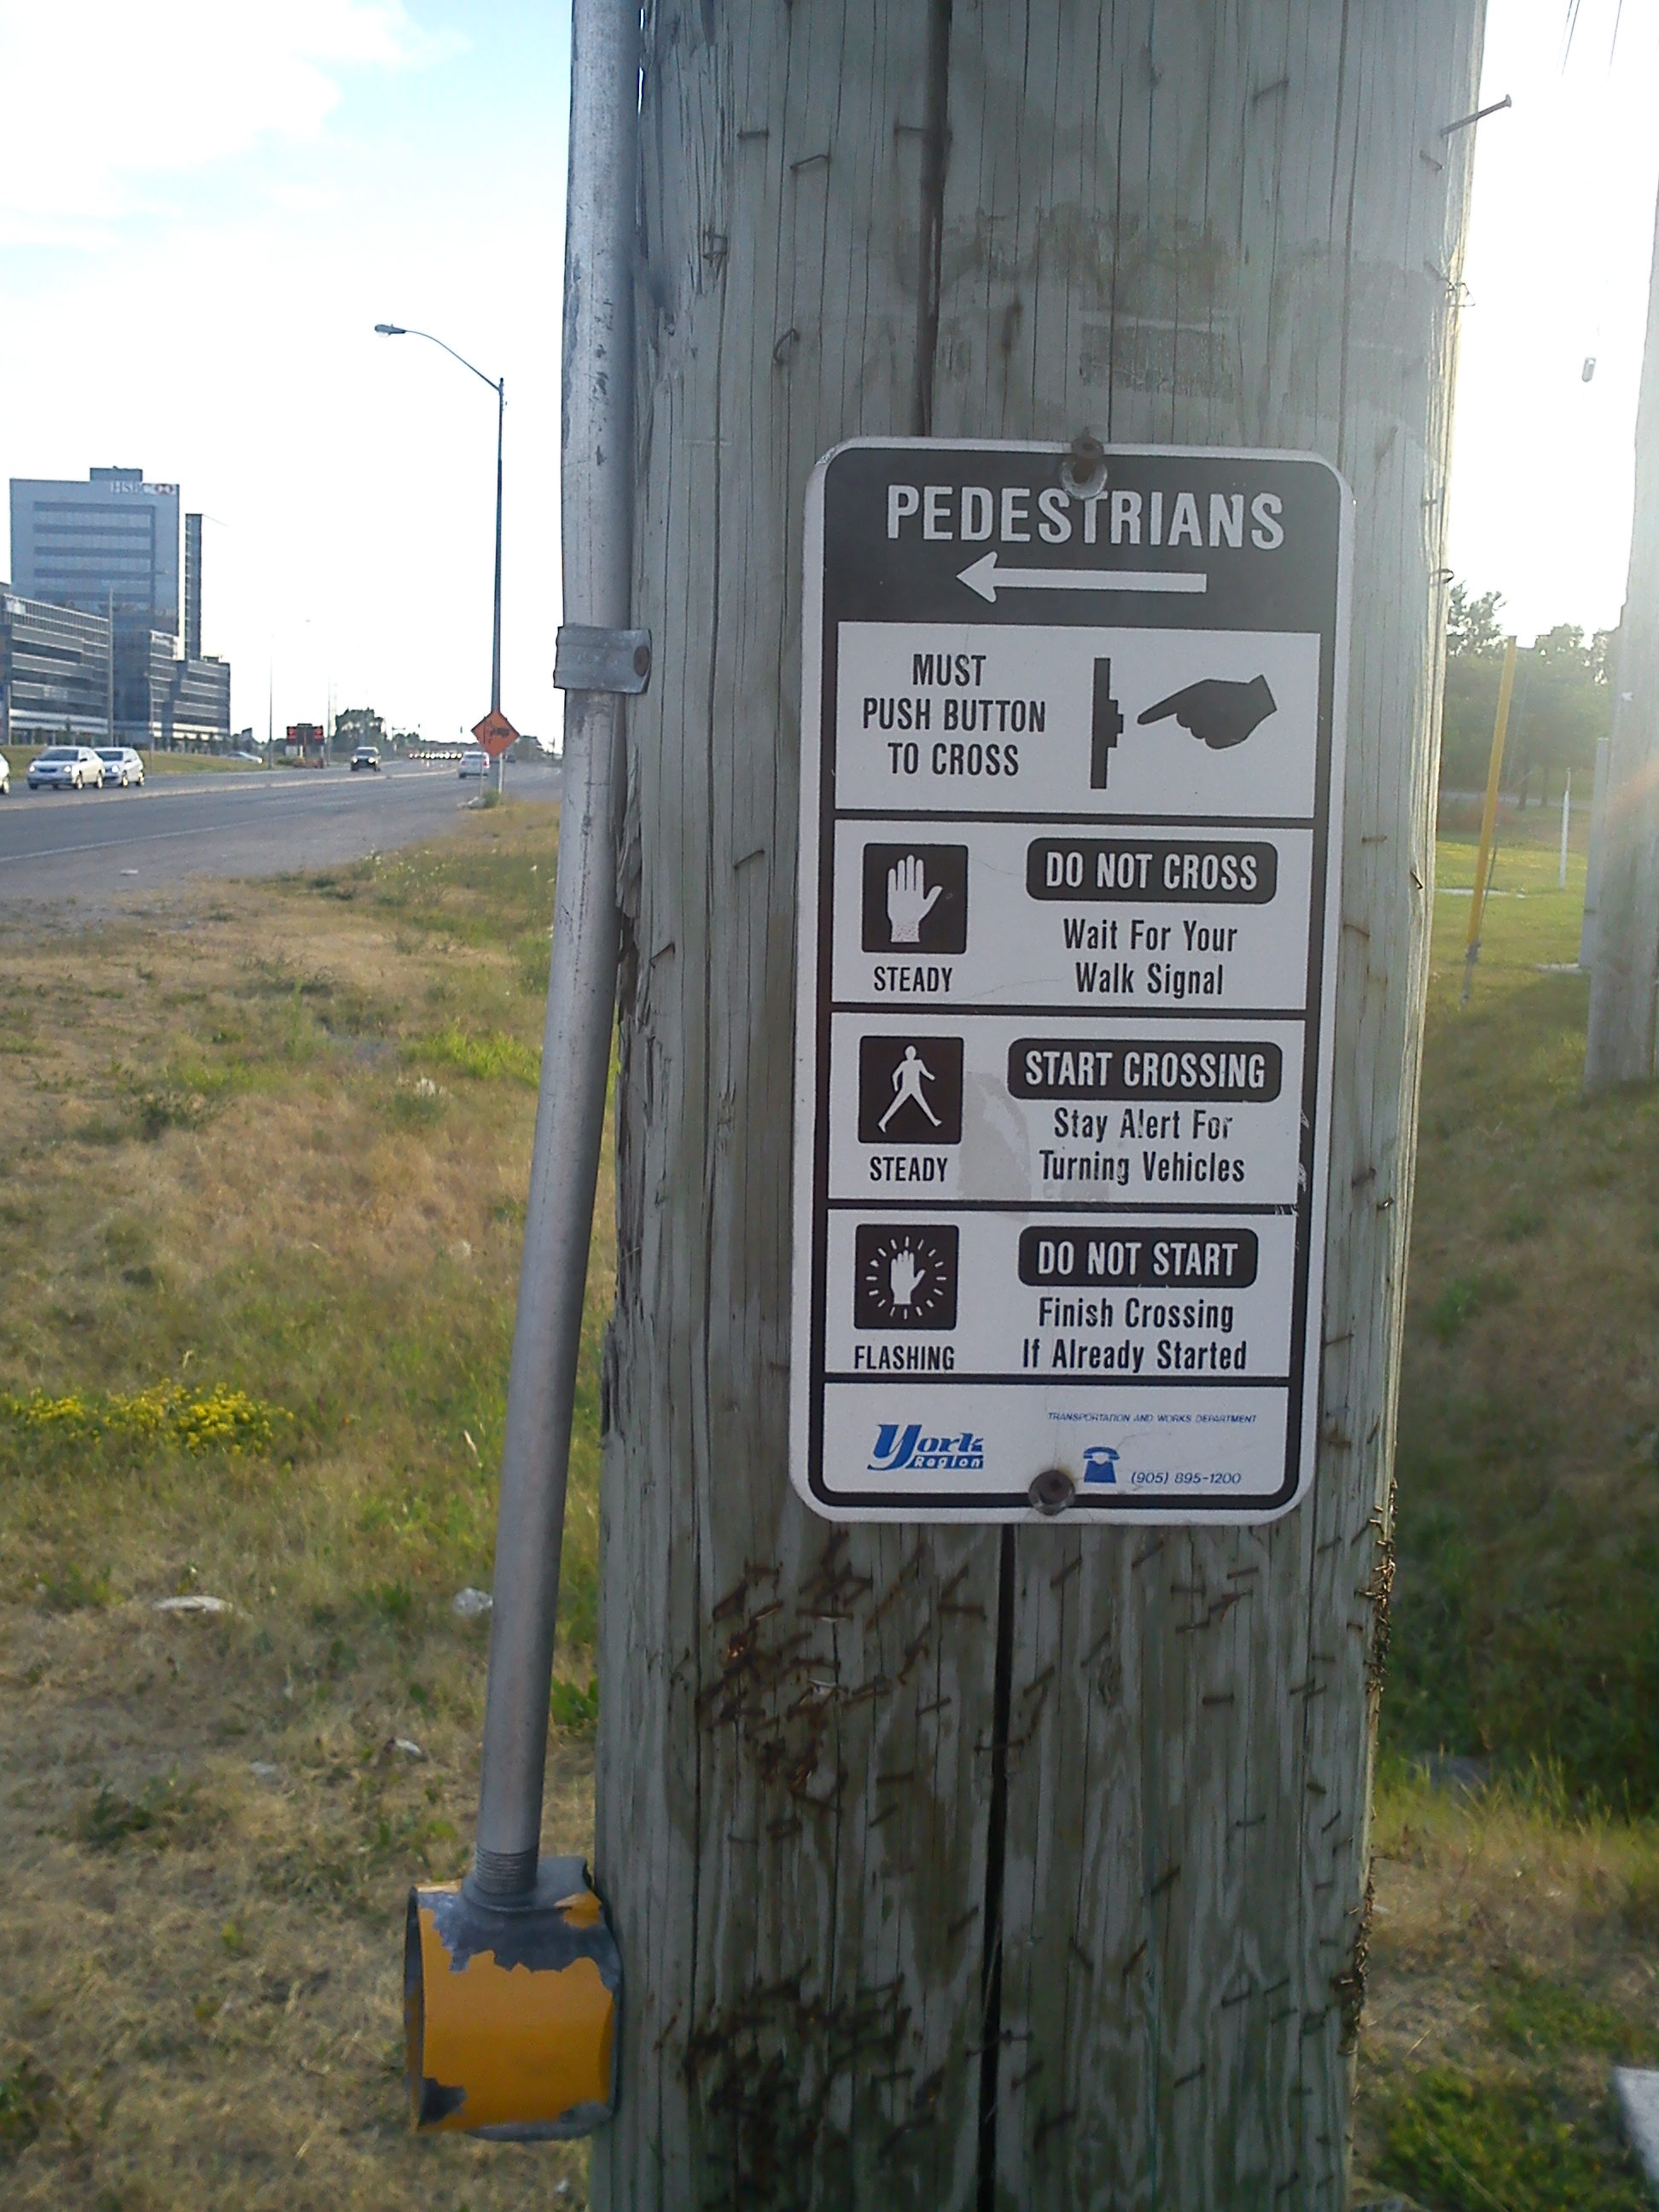 HSBC
PEDESTRIANS
MUST
PUSH BUTTON
TO CROSS
DO NOT CROSS
Wait For Your
Walk Signal
STEADY
START CROSSING
Stay Alert For
Turning Vehicles
STEADY
DO NOT START
Finish Crossing
If Already Started
FLASHING
York
Region
TRANSPORTATION AND WORKS DEPARTMENT
(905) 895-1200